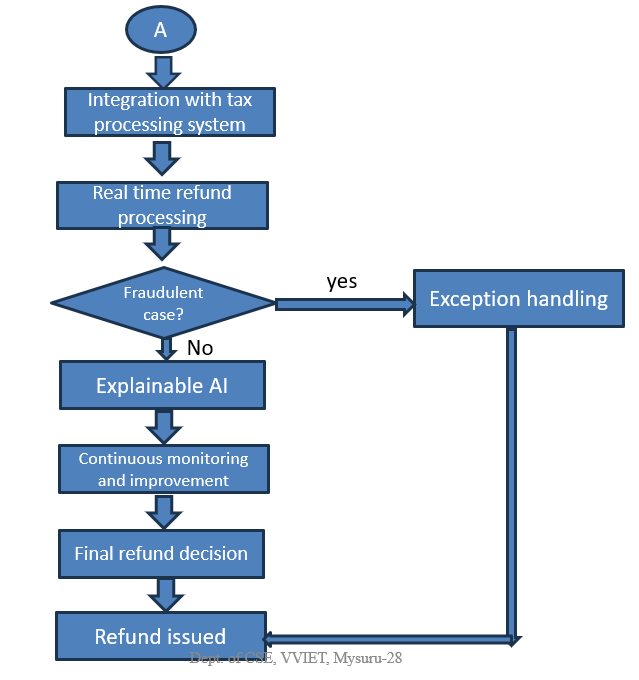 A
Integration with tax
processing system
Real time refund
processing
Fraudulent
case?
yes
Exception handling
No
Explainable AI
Continuous monitoring
and improvement
Final refund decision
Refund issued
Dept. of CSE, VVIET, Mysuru-28